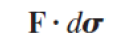 𝐅 · d𝛔